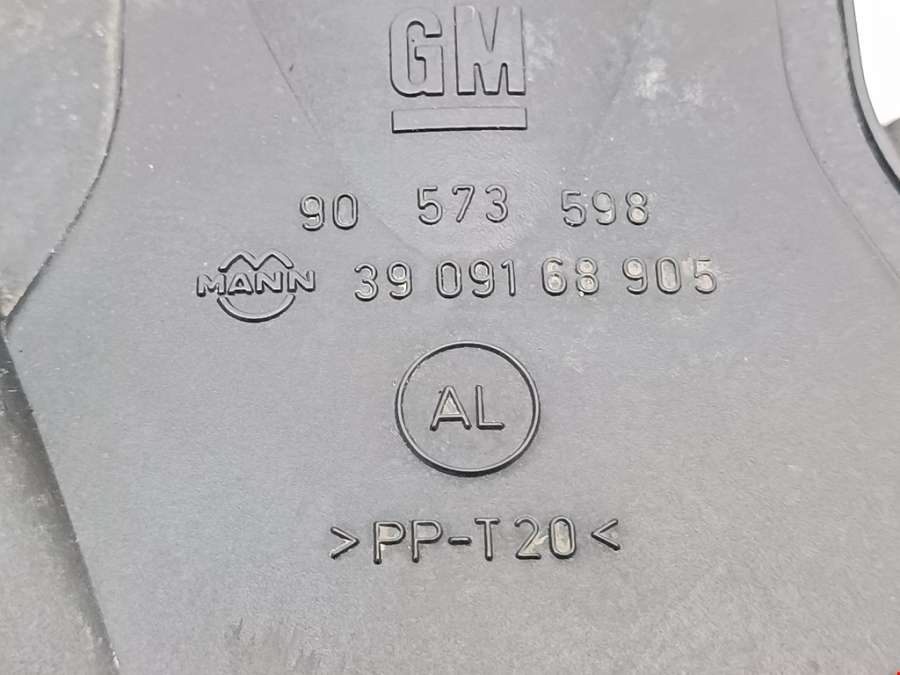 GM
90 573 598
MANN 39 091 68 905
AL
>PP-T20<